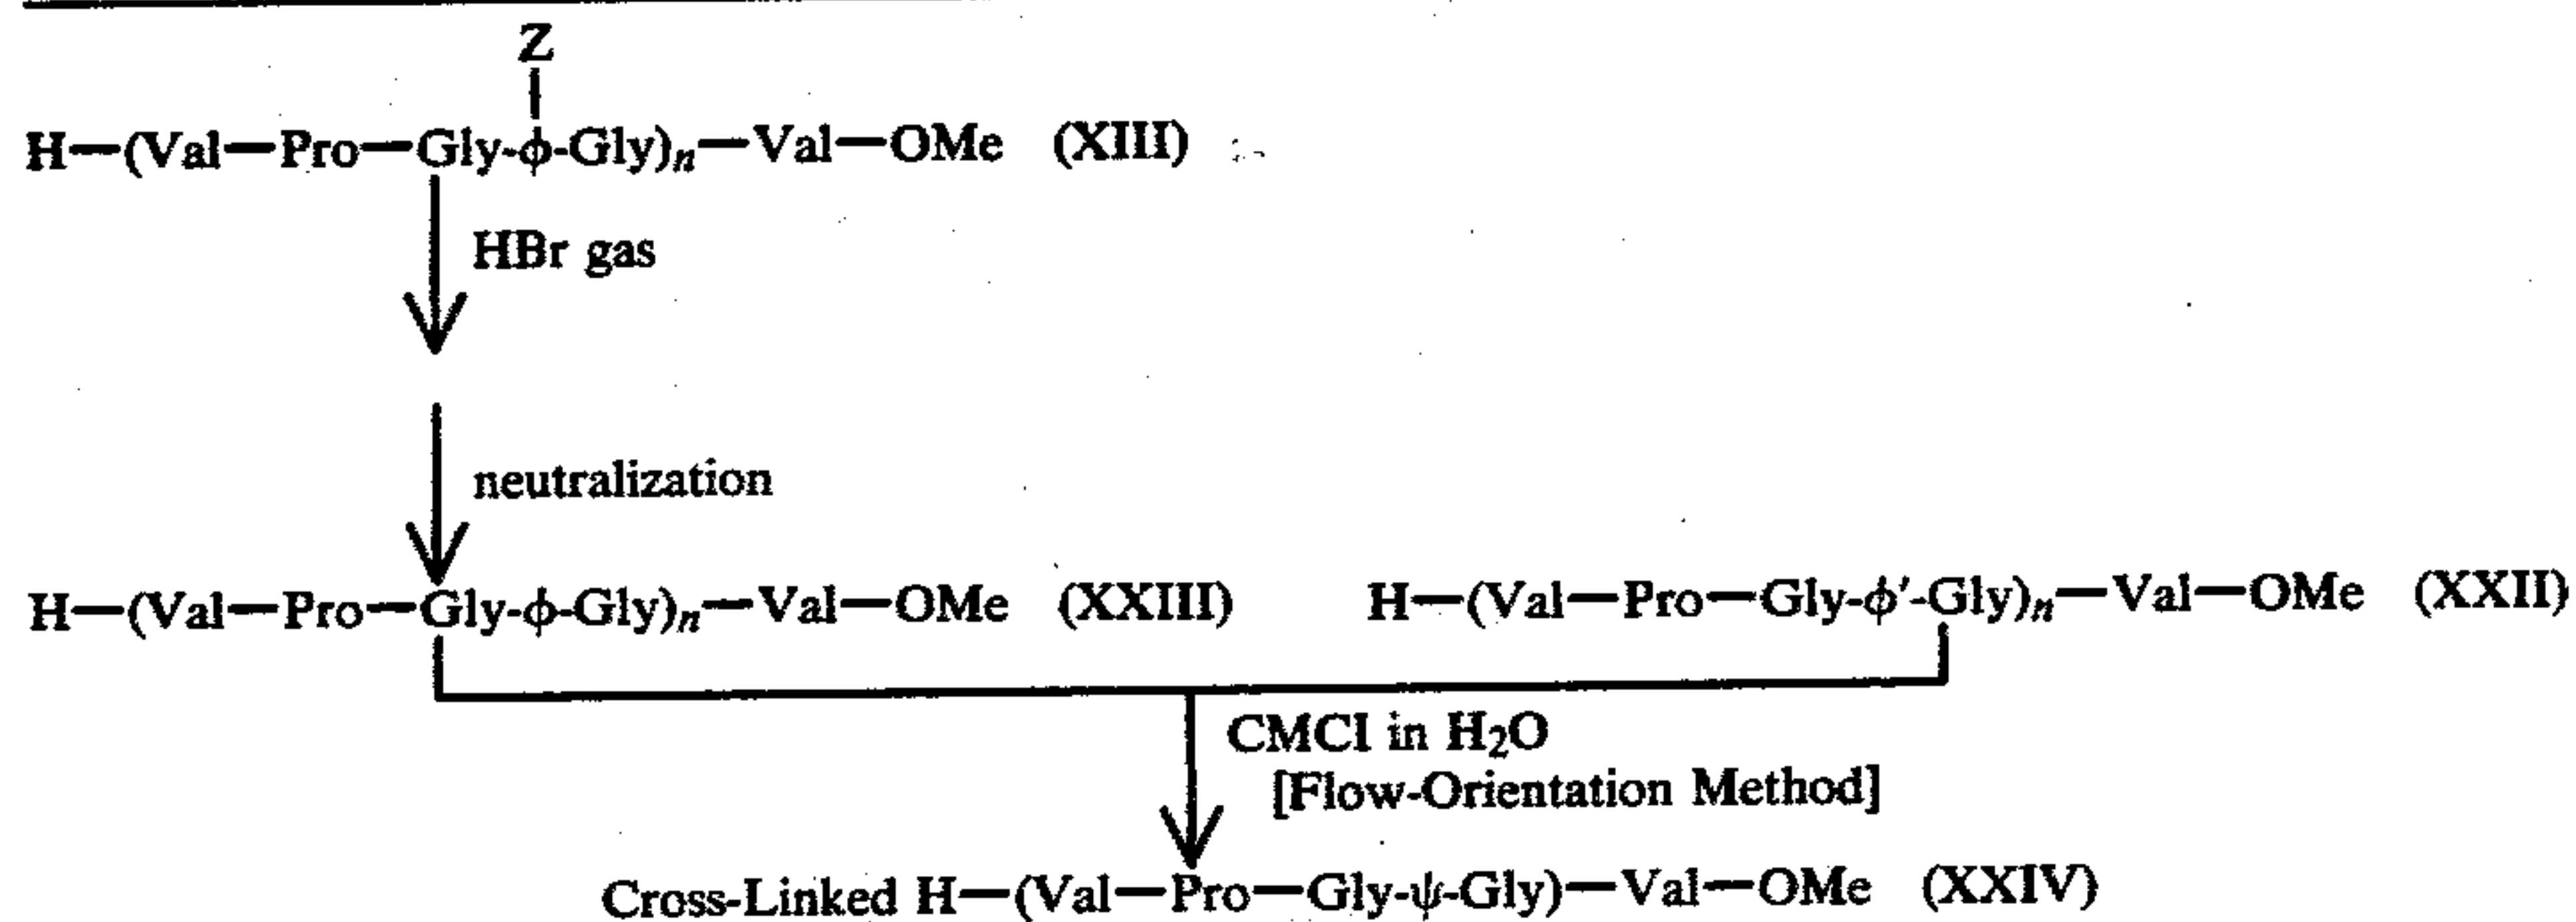 Z
H—(Val—Pro—Gly-ϕ-Gly)n—Val—OMe (XIII)
HBr gas
neutralization
H—(Val—Pro—Gly-ϕ-Gly)n—Val—OMe (XXIII) H—(Val—Pro—Gly-ϕ′-Gly)n—Val—OMe (XXII)
CMCI in H2O
[Flow-Orientation Method]
Cross-Linked H—(Val—Pro—Gly-ψ-Gly)—Val—OMe (XXIV)